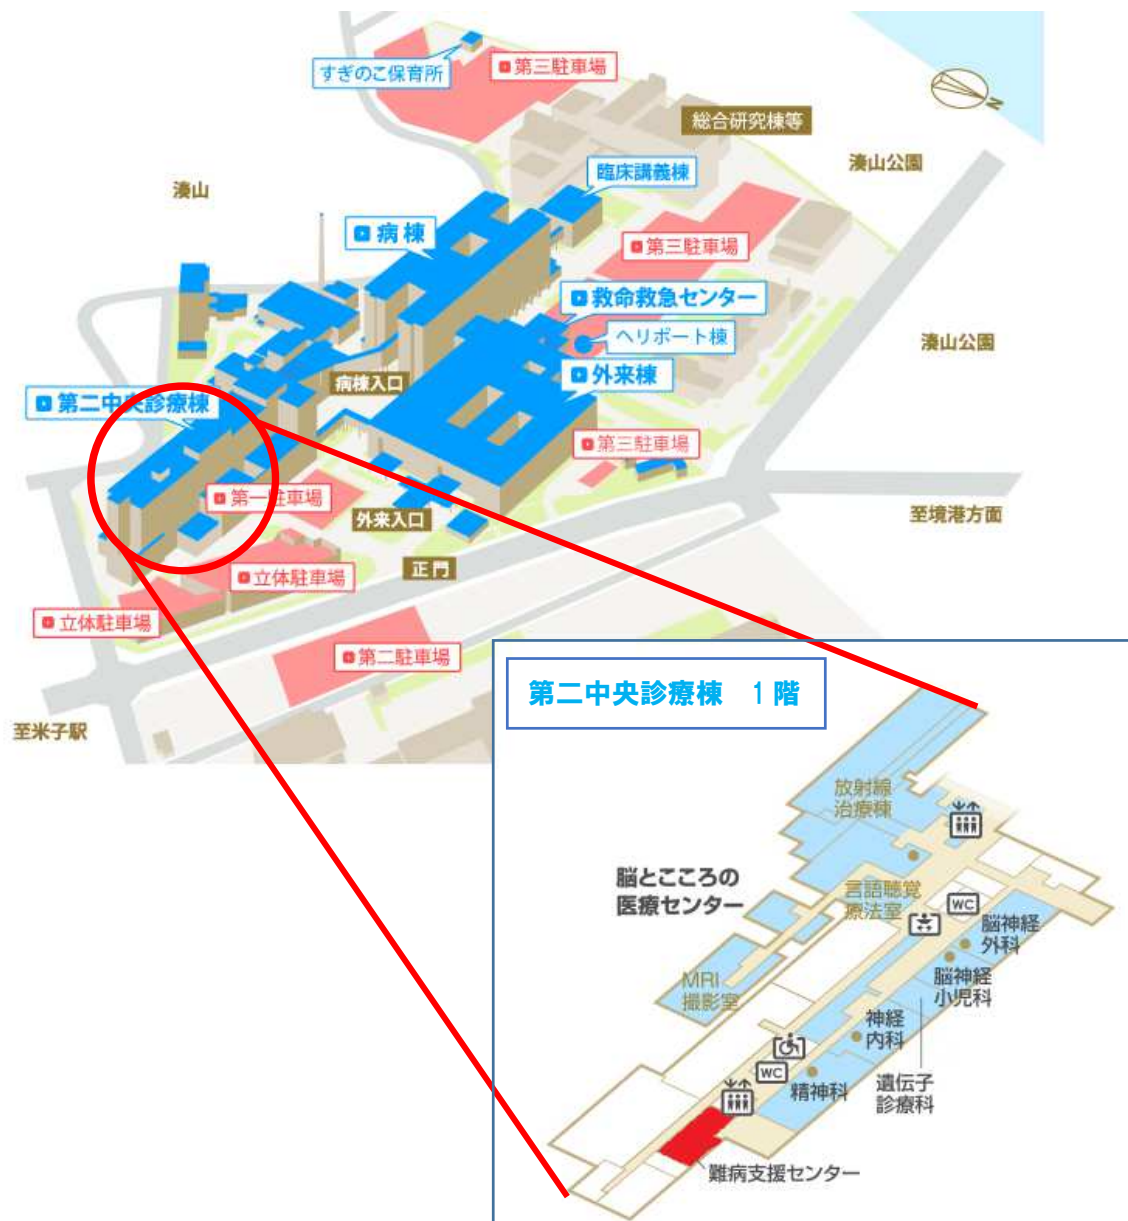 すぎのこ保育所
第三駐車場
N
総合研究棟等
湊山公園
臨床講義棟
湊山
病棟
第三駐車場
救命救急センター
ヘリポート棟
湊山公園
外来棟
病棟入口
第二中央診療棟
第三駐車場
第一駐車場
外来入口
至境港方面
正門
立体駐車場
立体駐車場
第二駐車場
至米子駅
第二中央診療棟 1階
放射線
治療棟
脳とこころの
医療センター
言語聴覚
療法室
WC
脳神経
外科
脳神経
小児科
MRI
撮影室
神経
内科
WC
精神科
遺伝子
診療科
難病支援センター